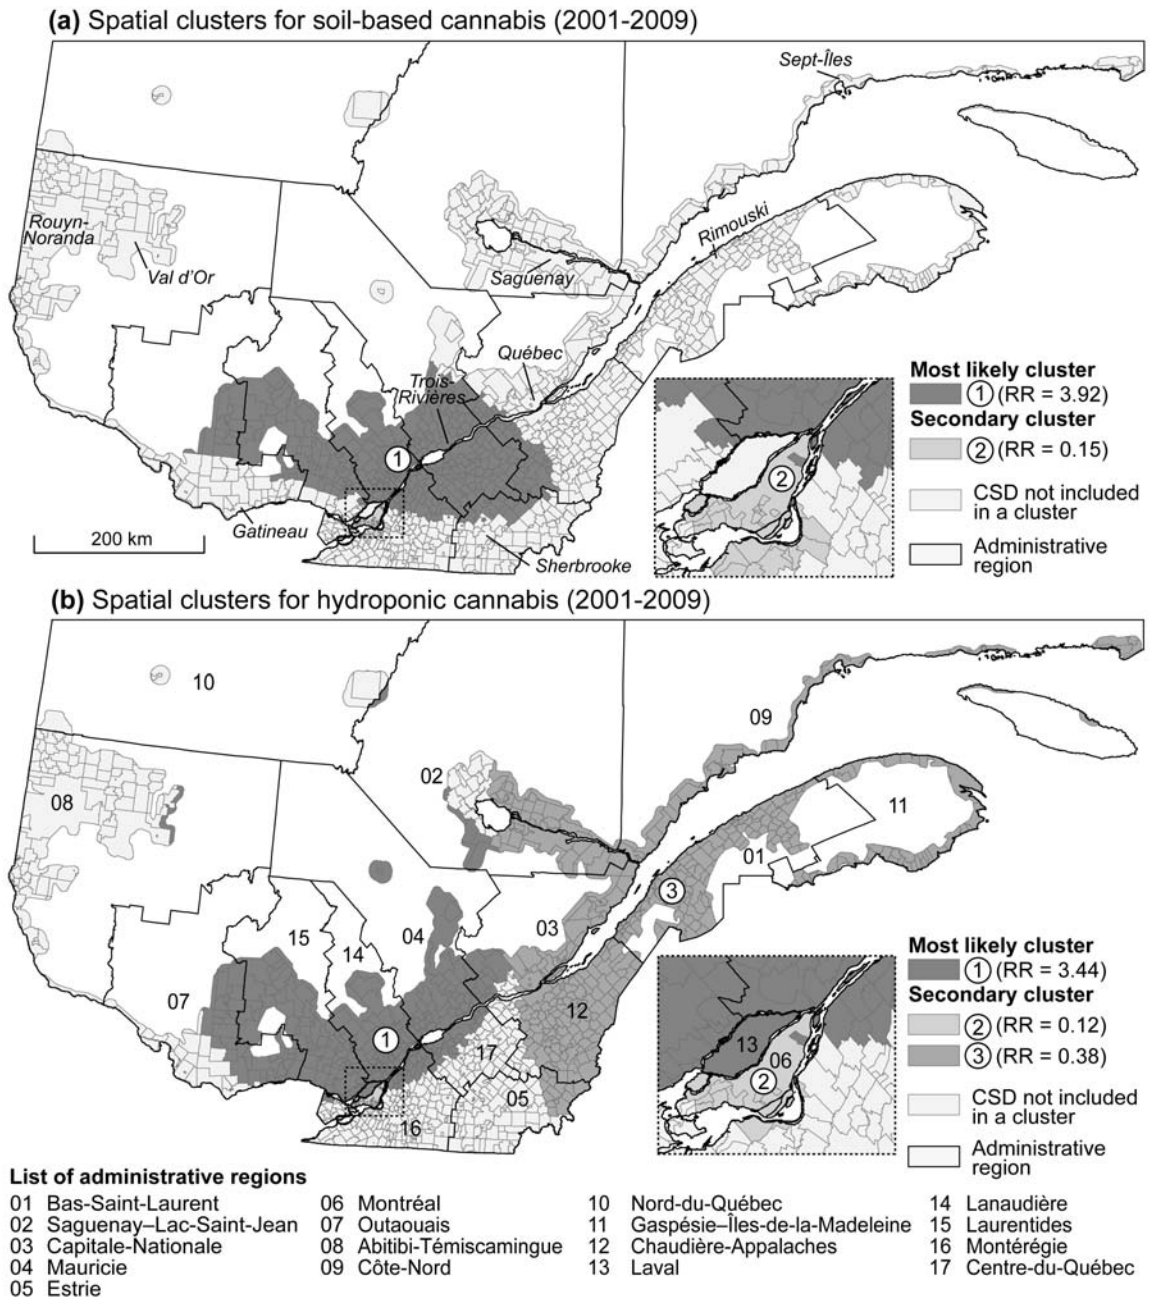 (a) Spatial clusters for soil-based cannabis (2001-2009)
Sept-Îles
Rouyn-
Noranda
Val d'Or
Rimouski
Saguenay
Québec
Trois-
Rivières
1
Gatineau
Sherbrooke
200 km
2
Most likely cluster
1 (RR = 3.92)
Secondary cluster
2 (RR = 0.15)
CSD not included
in a cluster
Administrative
region
(b) Spatial clusters for hydroponic cannabis (2001-2009)
10
09
02
08
11
01
3
03
04
15
14
12
07
1
17
05
16
13
06
2
Most likely cluster
1 (RR = 3.44)
Secondary cluster
2 (RR = 0.12)
3 (RR = 0.38)
CSD not included
in a cluster
Administrative
region
List of administrative regions
01 Bas-Saint-Laurent
02 Saguenay–Lac-Saint-Jean
03 Capitale-Nationale
04 Mauricie
05 Estrie
06 Montréal
07 Outaouais
08 Abitibi-Témiscamingue
09 Côte-Nord
10 Nord-du-Québec
11 Gaspésie–Îles-de-la-Madeleine
12 Chaudière-Appalaches
13 Laval
14 Lanaudière
15 Laurentides
16 Montérégie
17 Centre-du-Québec